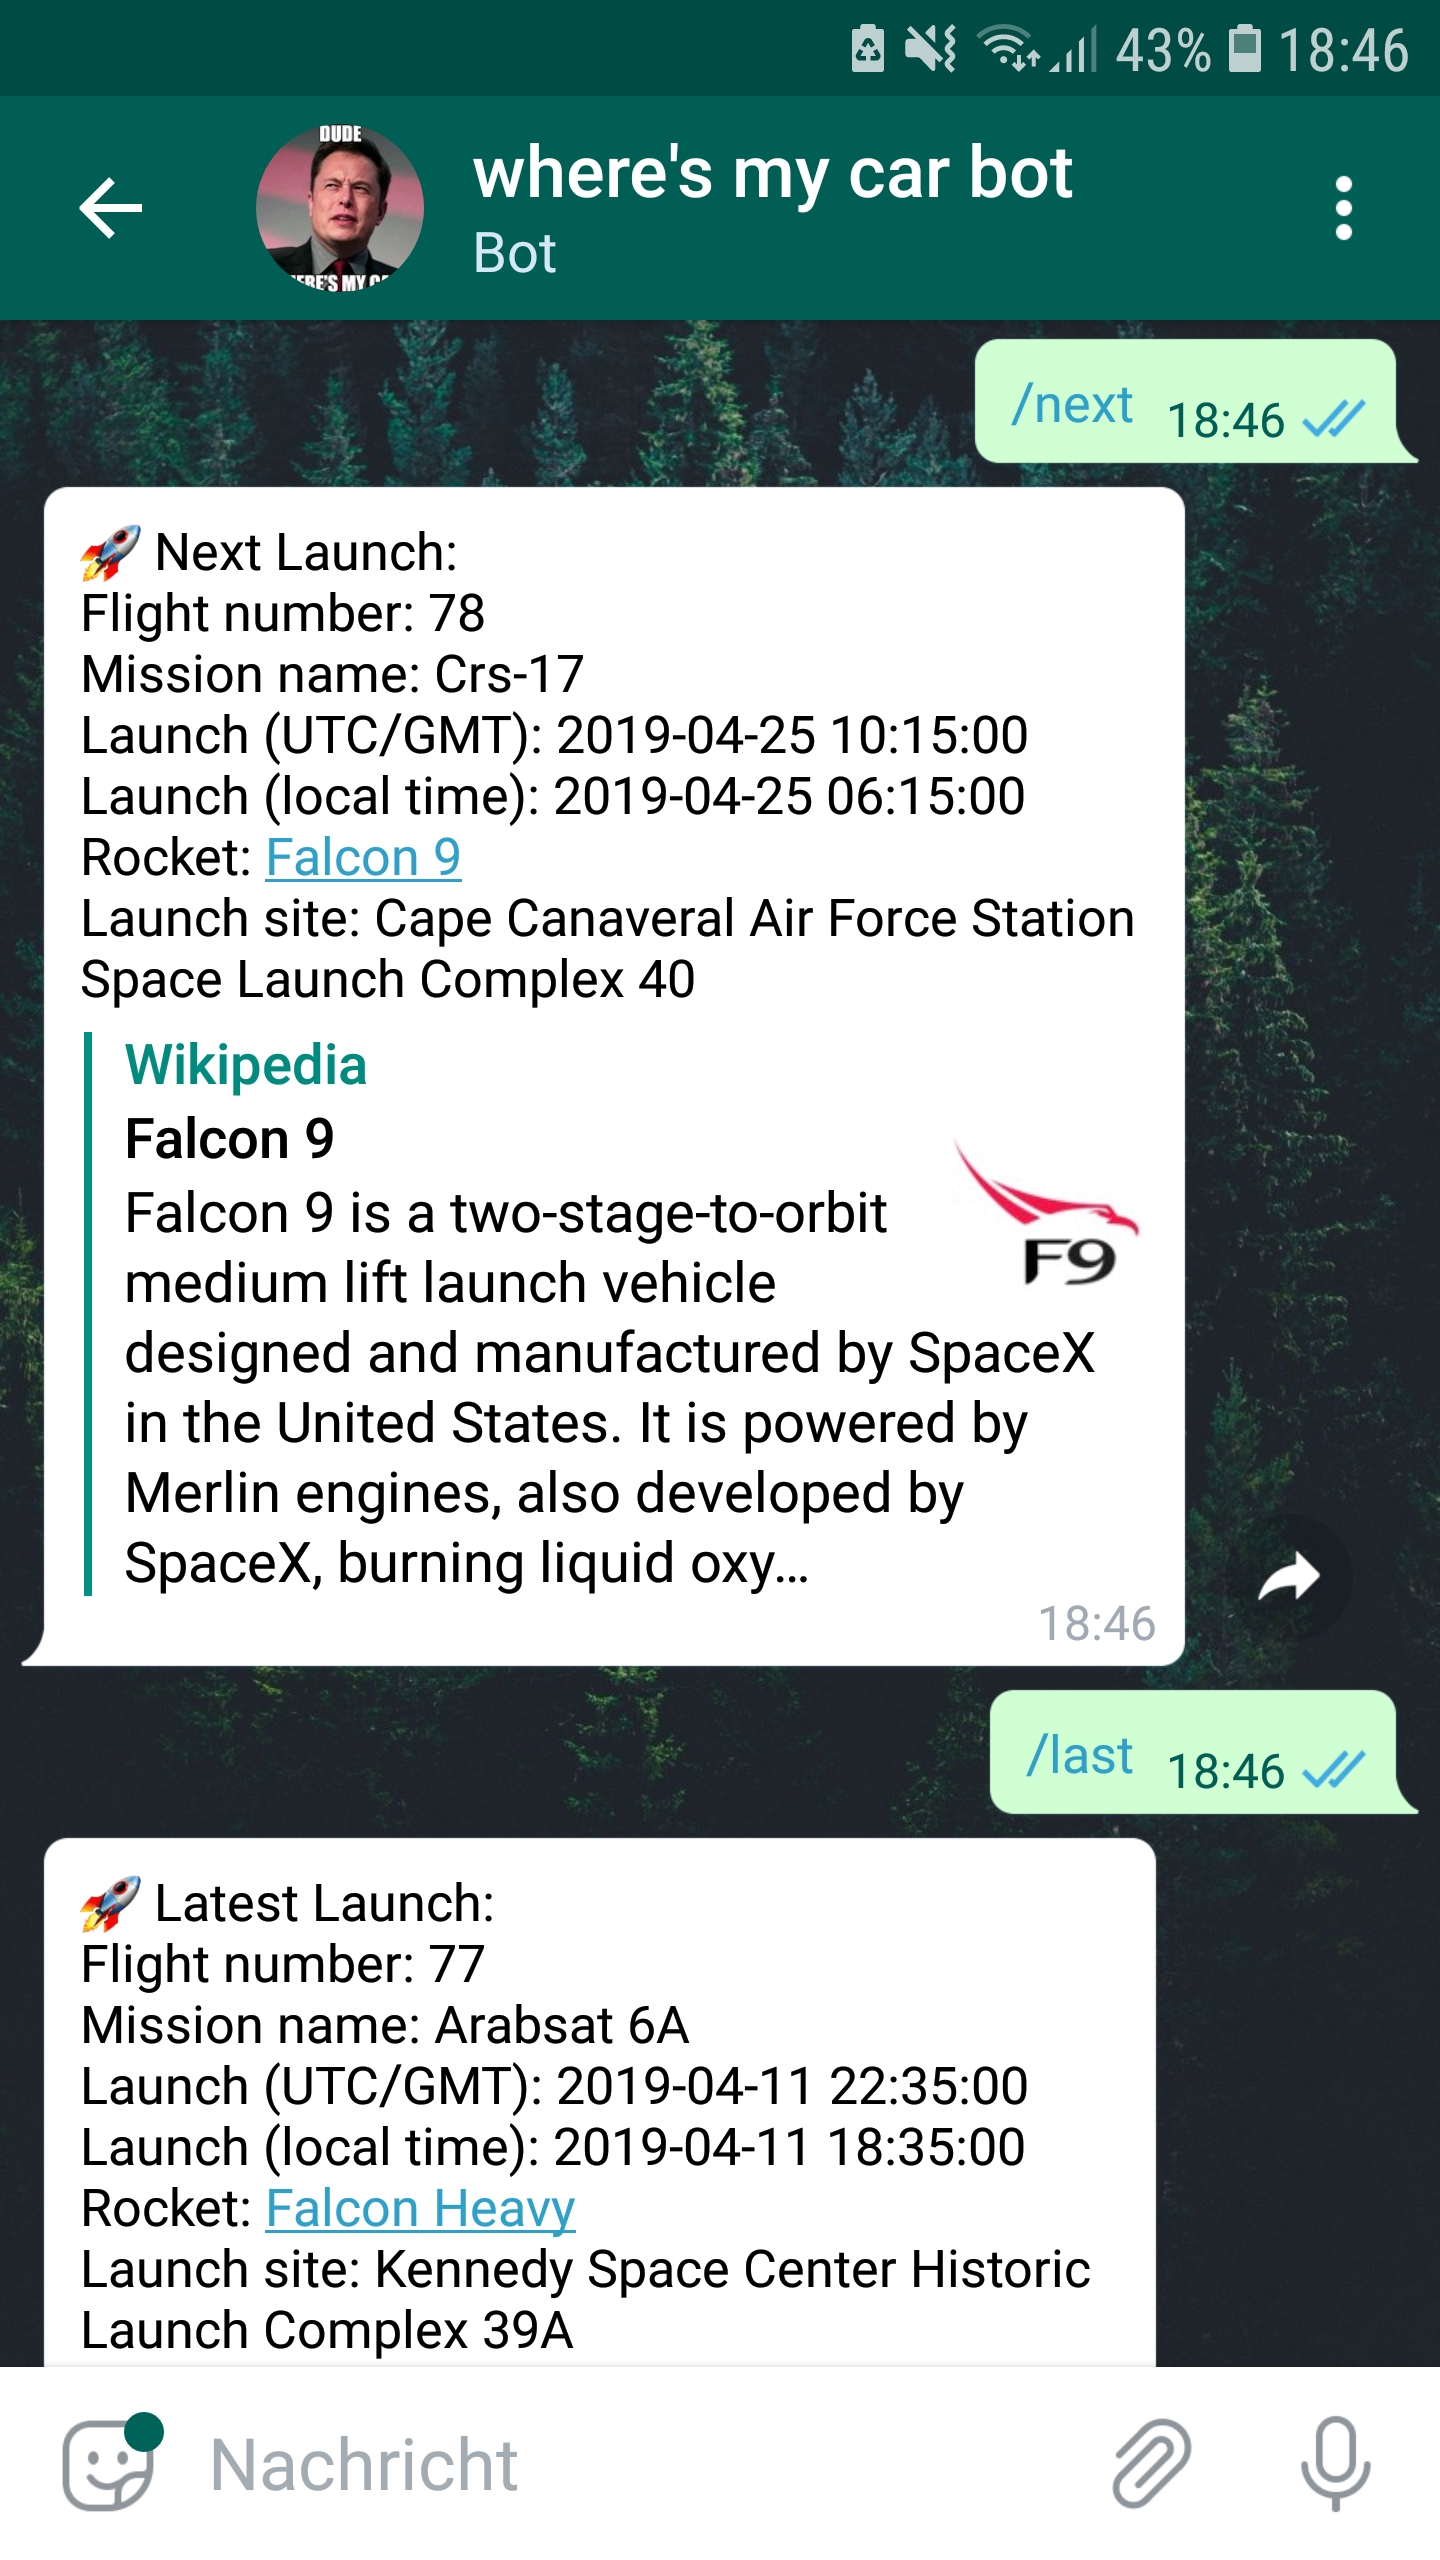 43% 18:46
DUDE
where's my car bot
Bot
/next 18:46
🚀 Next Launch:
Flight number: 78
Mission name: Crs-17
Launch (UTC/GMT): 2019-04-25 10:15:00
Launch (local time): 2019-04-25 06:15:00
Rocket: Falcon 9
Launch site: Cape Canaveral Air Force Station
Space Launch Complex 40
Wikipedia
Falcon 9
Falcon 9 is a two-stage-to-orbit
medium lift launch vehicle
designed and manufactured by SpaceX
in the United States. It is powered by
Merlin engines, also developed by
SpaceX, burning liquid oxy…
F9
18:46
/last 18:46
🚀 Latest Launch:
Flight number: 77
Mission name: Arabsat 6A
Launch (UTC/GMT): 2019-04-11 22:35:00
Launch (local time): 2019-04-11 18:35:00
Rocket: Falcon Heavy
Launch site: Kennedy Space Center Historic
Launch Complex 39A
Nachricht